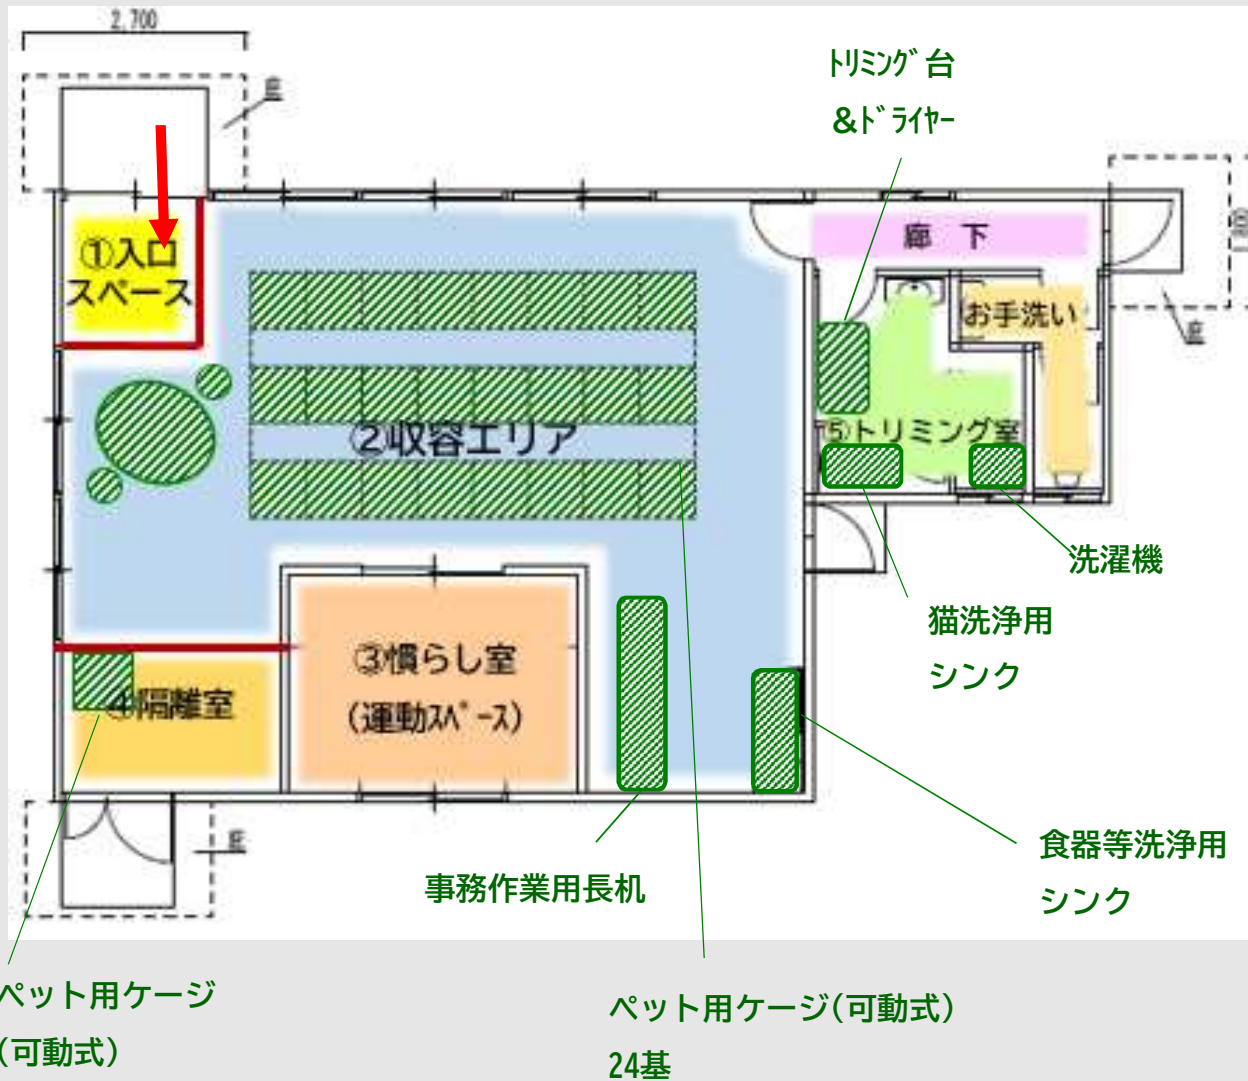 2,700
庇
トリミング台
&ドライヤー
1,800
①入口
スペース
廊 下
お手洗い
庇
②収容エリア
⑤トリミング室
洗濯機
猫洗浄用
シンク
③慣らし室
(運動スペース)
④隔離室
庇
事務作業用長机
食器等洗浄用
シンク
ペット用ケージ
(可動式)
ペット用ケージ(可動式)
24基